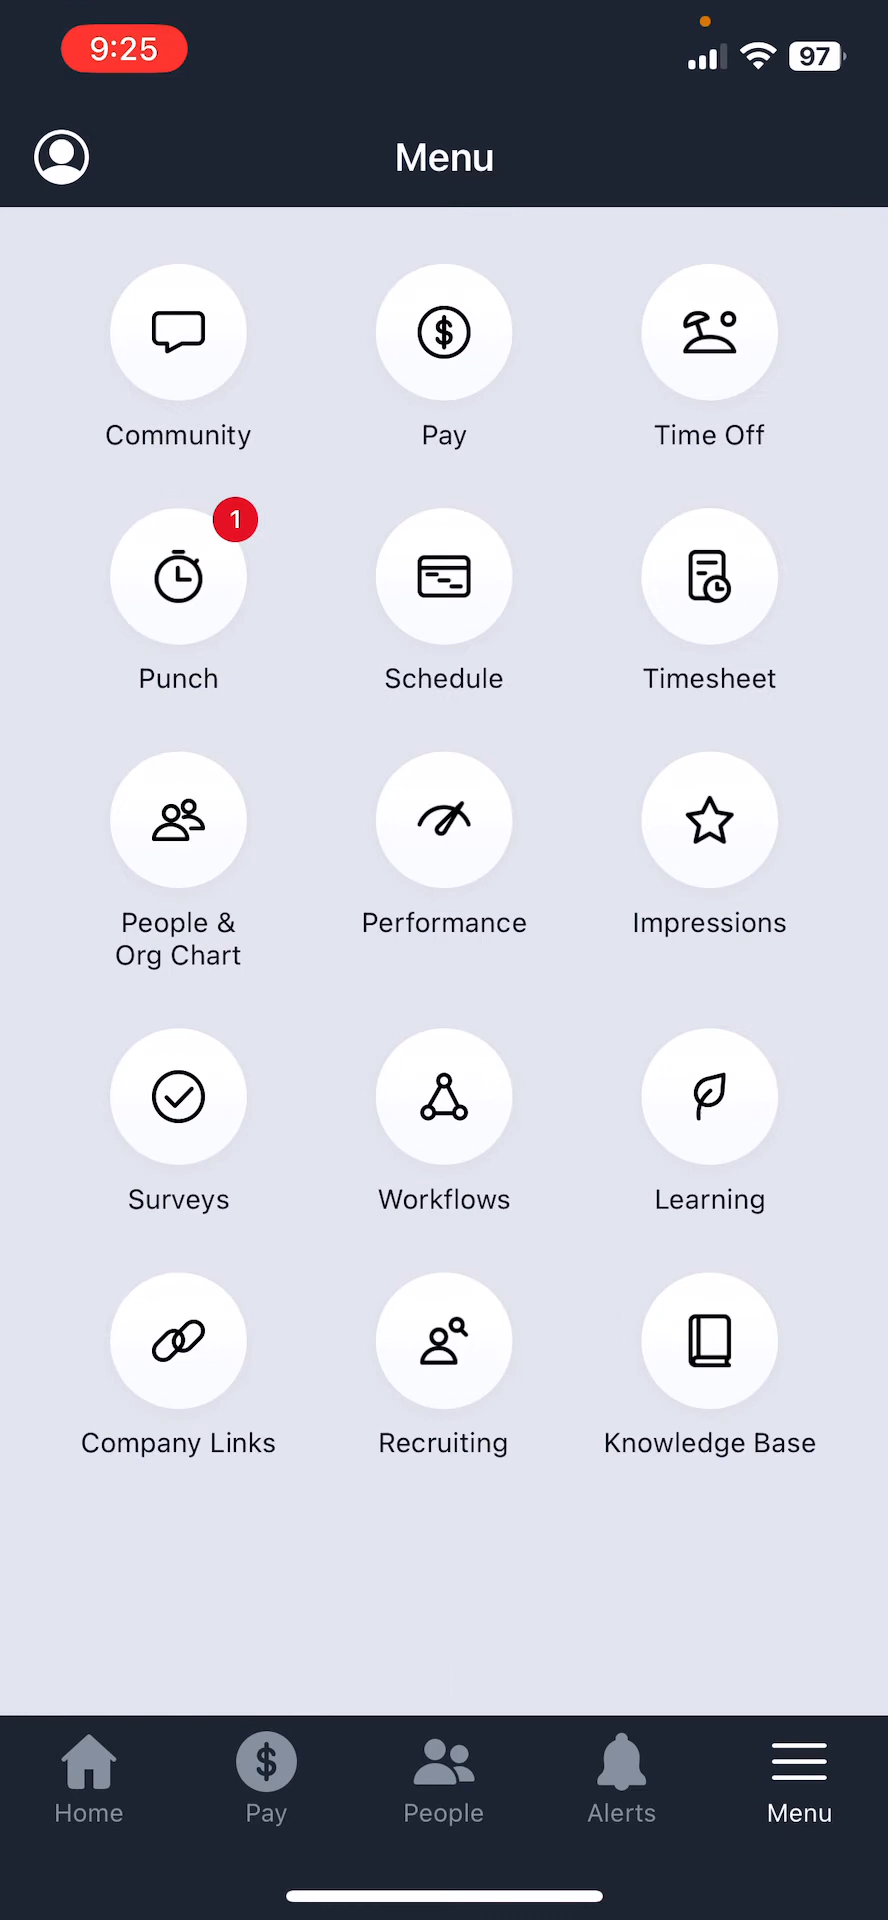 9:25
97
Menu
Community
Pay
Time Off
1
Punch
Schedule
Timesheet
People &
Org Chart
Performance
Impressions
Surveys
Workflows
Learning
Company Links
Recruiting
Knowledge Base
Home
Pay
People
Alerts
Menu